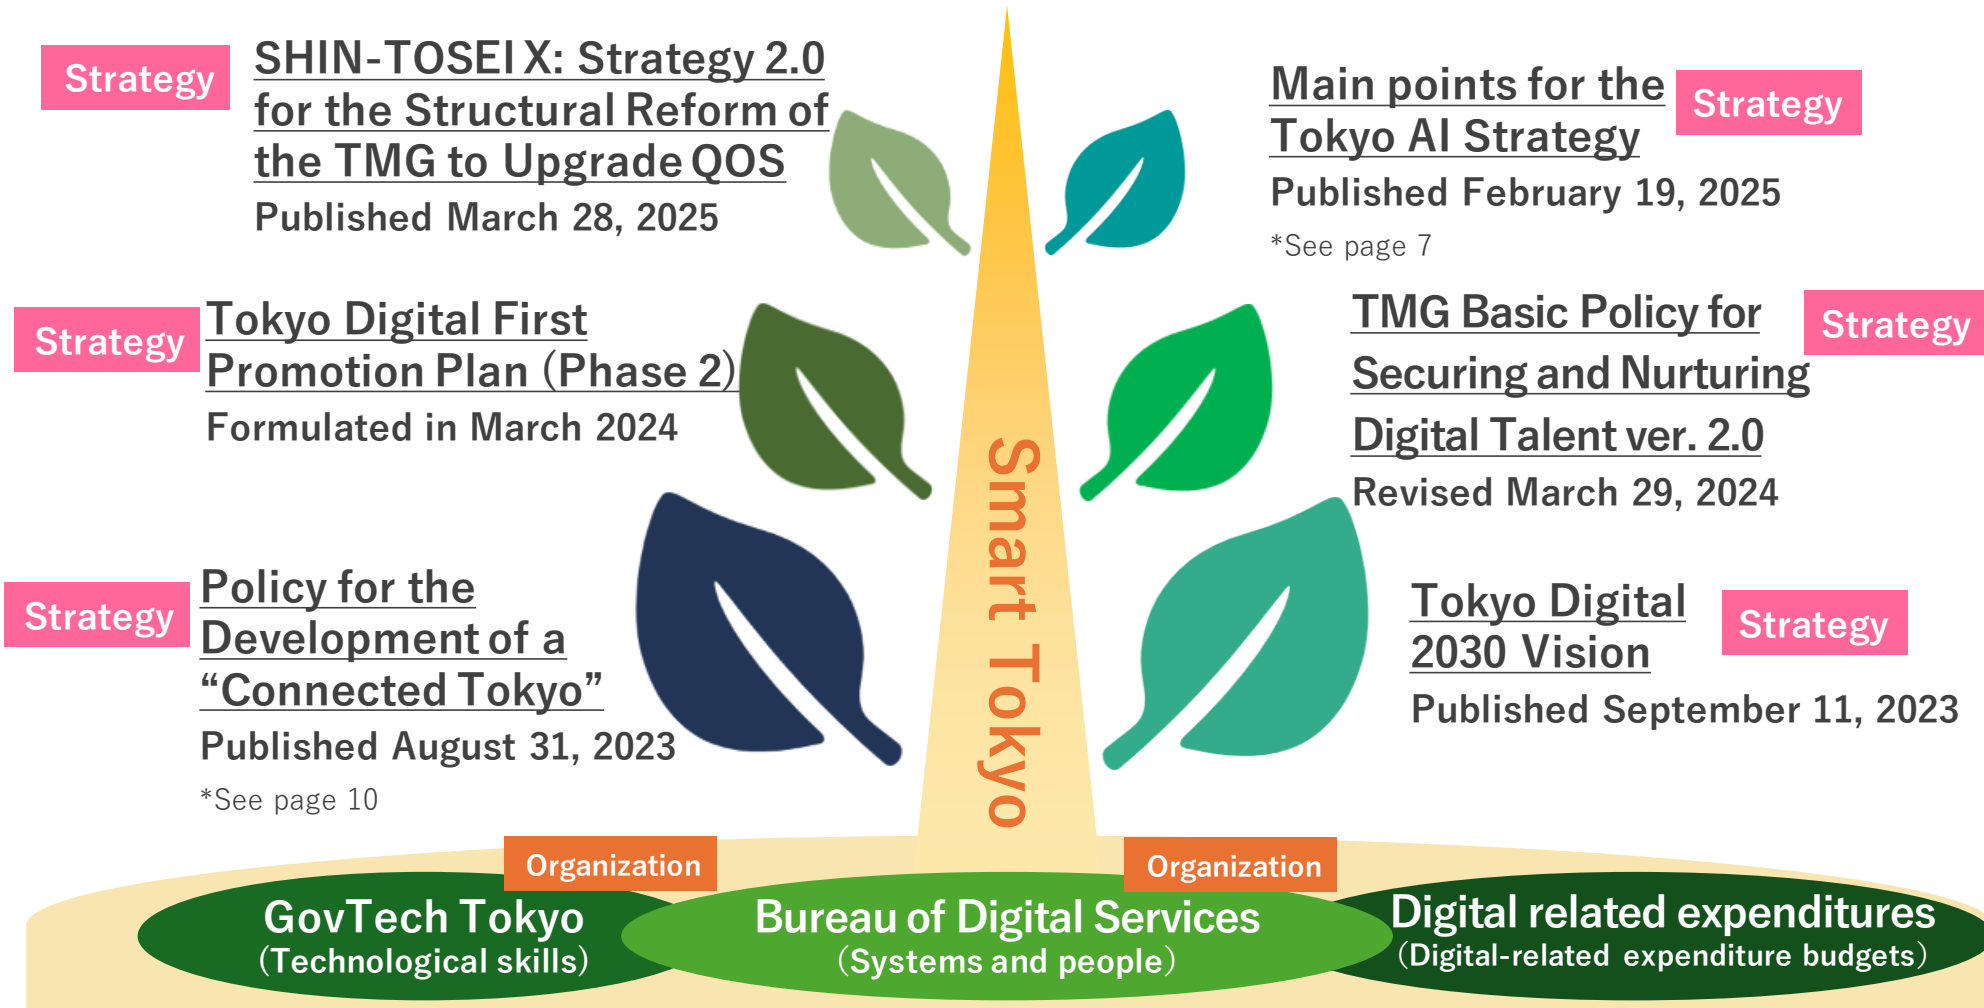 Strategy
SHIN-TOSEI X: Strategy 2.0
for the Structural Reform of
the TMG to Upgrade QOS
Published March 28, 2025
Main points for the
Tokyo AI Strategy
Strategy
Published February 19, 2025
*See page 7
Strategy
Tokyo Digital First
Promotion Plan (Phase 2)
Formulated in March 2024
TMG Basic Policy for
Securing and Nurturing
Digital Talent ver. 2.0
Strategy
Revised March 29, 2024
Strategy
Policy for the
Development of a
“Connected Tokyo”
Published August 31, 2023
*See page 10
Tokyo Digital
2030 Vision
Strategy
Published September 11, 2023
Smart Tokyo
Organization
Organization
GovTech Tokyo
(Technological skills)
Bureau of Digital Services
(Systems and people)
Digital related expenditures
(Digital-related expenditure budgets)